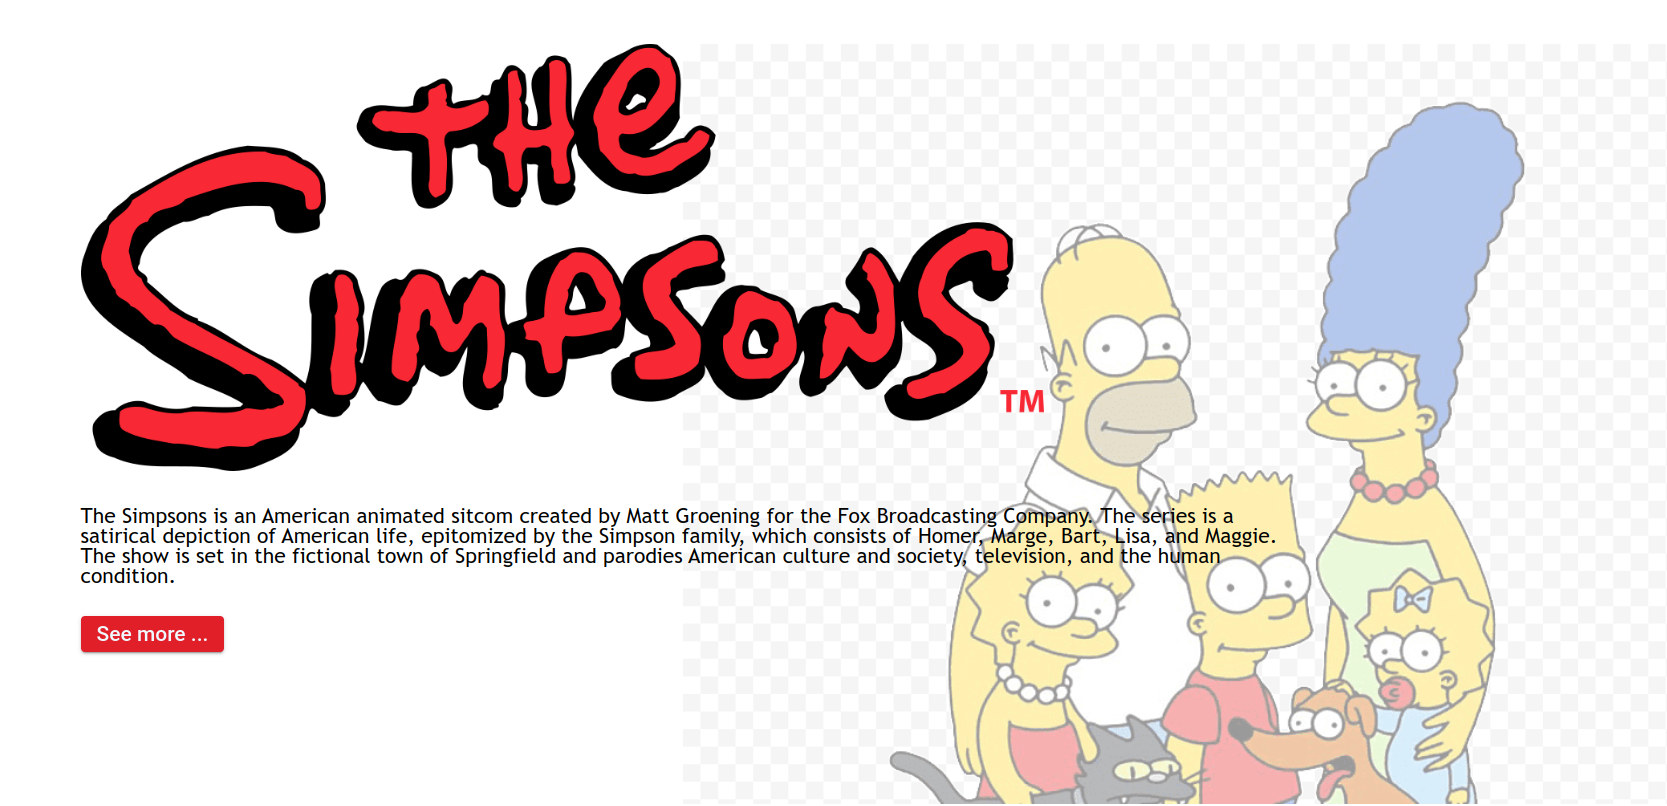 THE
SIMPSONS
TM
The Simpsons is an American animated sitcom created by Matt Groening for the Fox Broadcasting Company. The series is a
satirical depiction of American life, epitomized by the Simpson family, which consists of Homer, Marge, Bart, Lisa, and Maggie.
The show is set in the fictional town of Springfield and parodies American culture and society, television, and the human
condition.
See more ...